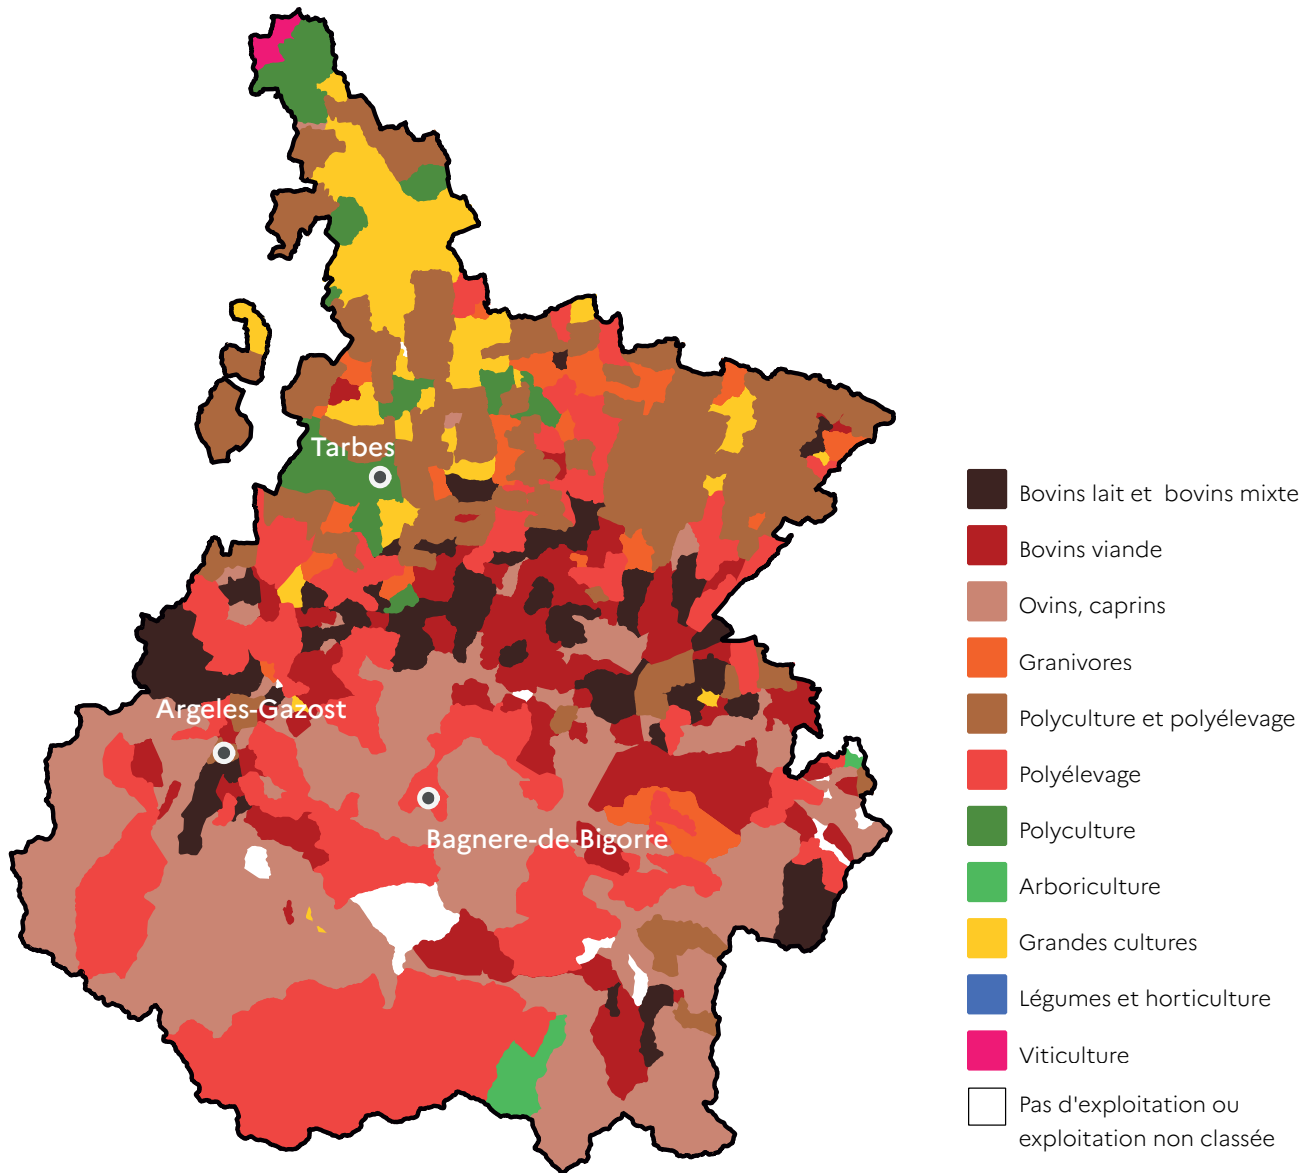 Tarbes
Argeles-Gazost
Bagnere-de-Bigorre
Bovins lait et bovins mixte
Bovins viande
Ovins, caprins
Granivores
Polyculture et polyélevage
Polyélevage
Polyculture
Arboriculture
Grandes cultures
Légumes et horticulture
Viticulture
Pas d'exploitation ou
exploitation non classée